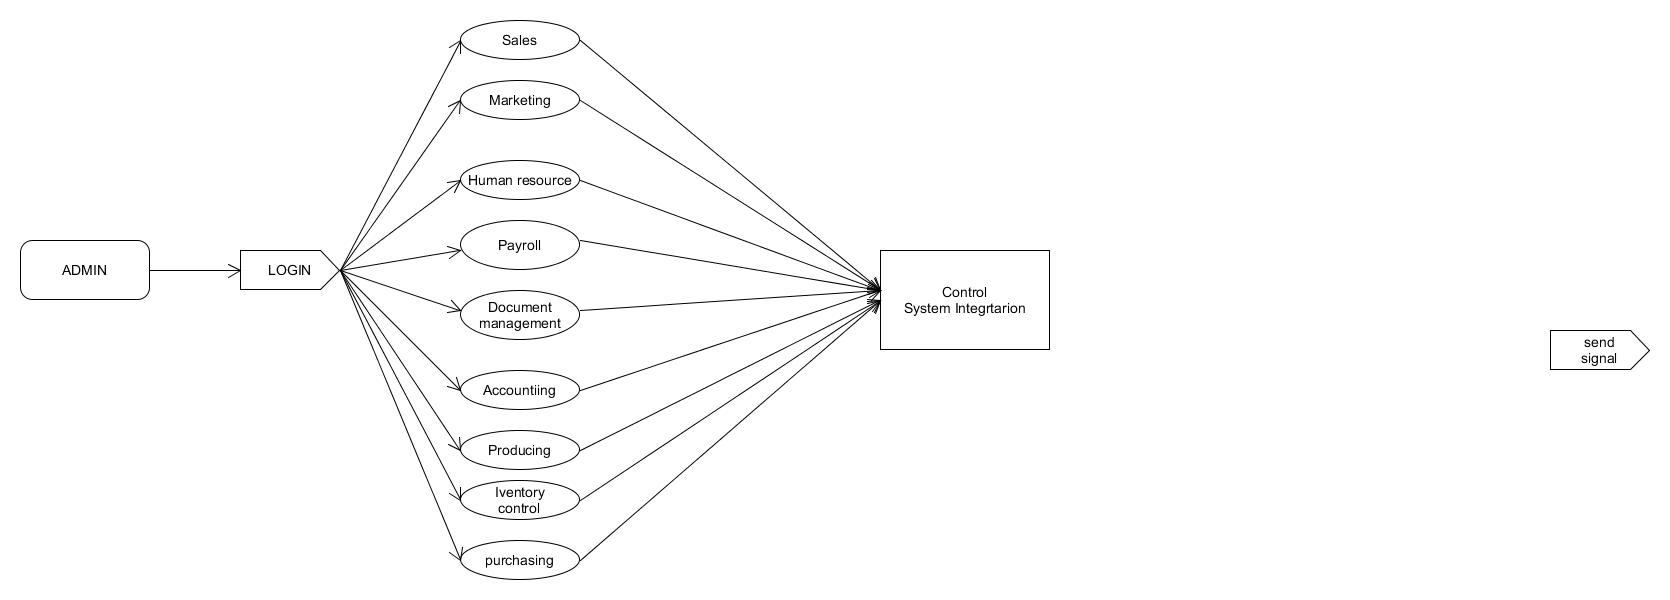 Sales
Marketing
Human resource
Payroll
ADMIN
LOGIN
Document
management
Control
System Integrtarion
send
signal
Accountiing
Producing
Iventory
control
purchasing